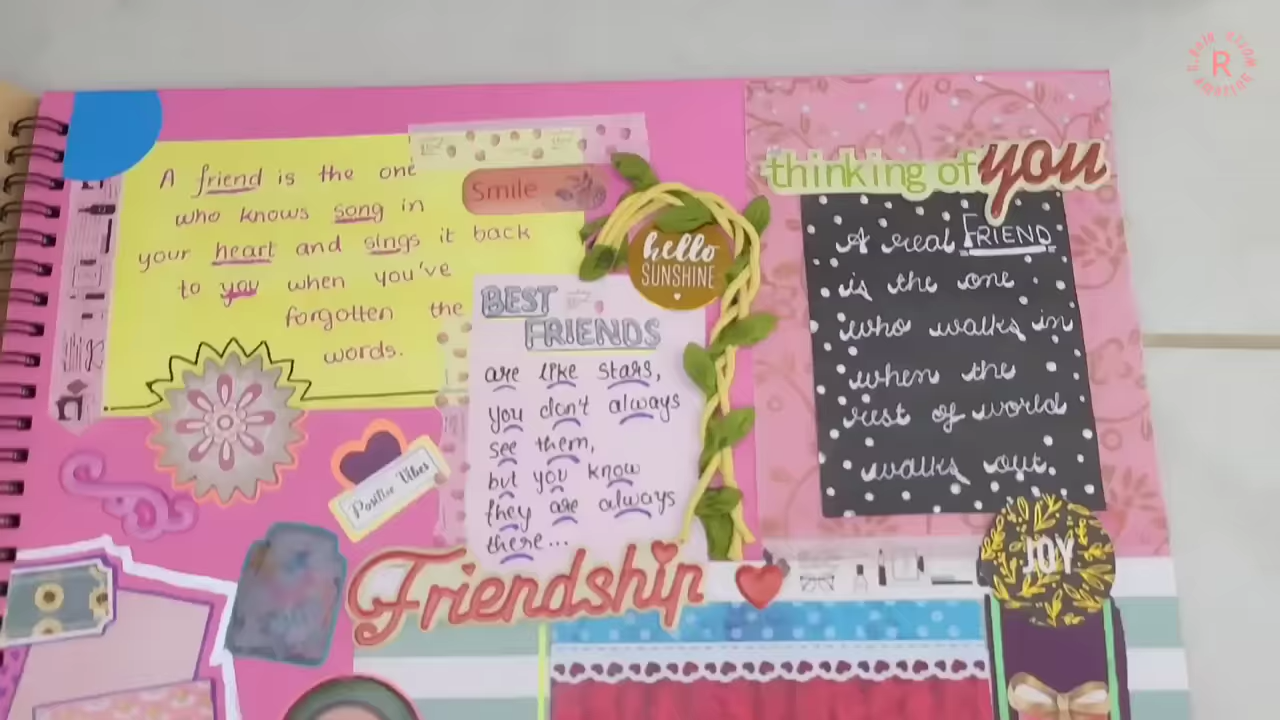 A friend is the one
who knows song in
your heart and sings it back
to you when you've
forgotten the
words.
Smile
hello
SUNSHINE
BEST
FRIENDS
are like stars,
you don't always
see them,
but you know
they are always
there...
Positive Vibes
Friendship
thinking of you
A real FRIEND
is the one
who walks in
when the
rest of world
walks out.
JOY
R